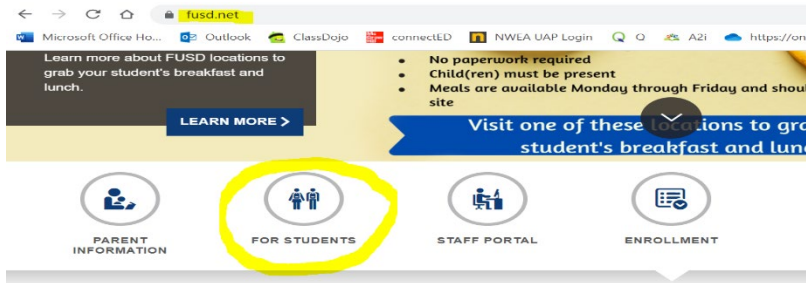 fusd.net
Microsoft Office Ho... Outlook ClassDojo connectED NWEA UAP Login Q A2i https://on
Learn more about FUSD locations to
grab your student's breakfast and
lunch.
LEARN MORE >
• No paperwork required
• Child(ren) must be present
• Meals are available Monday through Friday and shou
site
Visit one of these locations to gra
student's breakfast and lun
PARENT
INFORMATION
FOR STUDENTS
STAFF PORTAL
ENROLLMENT